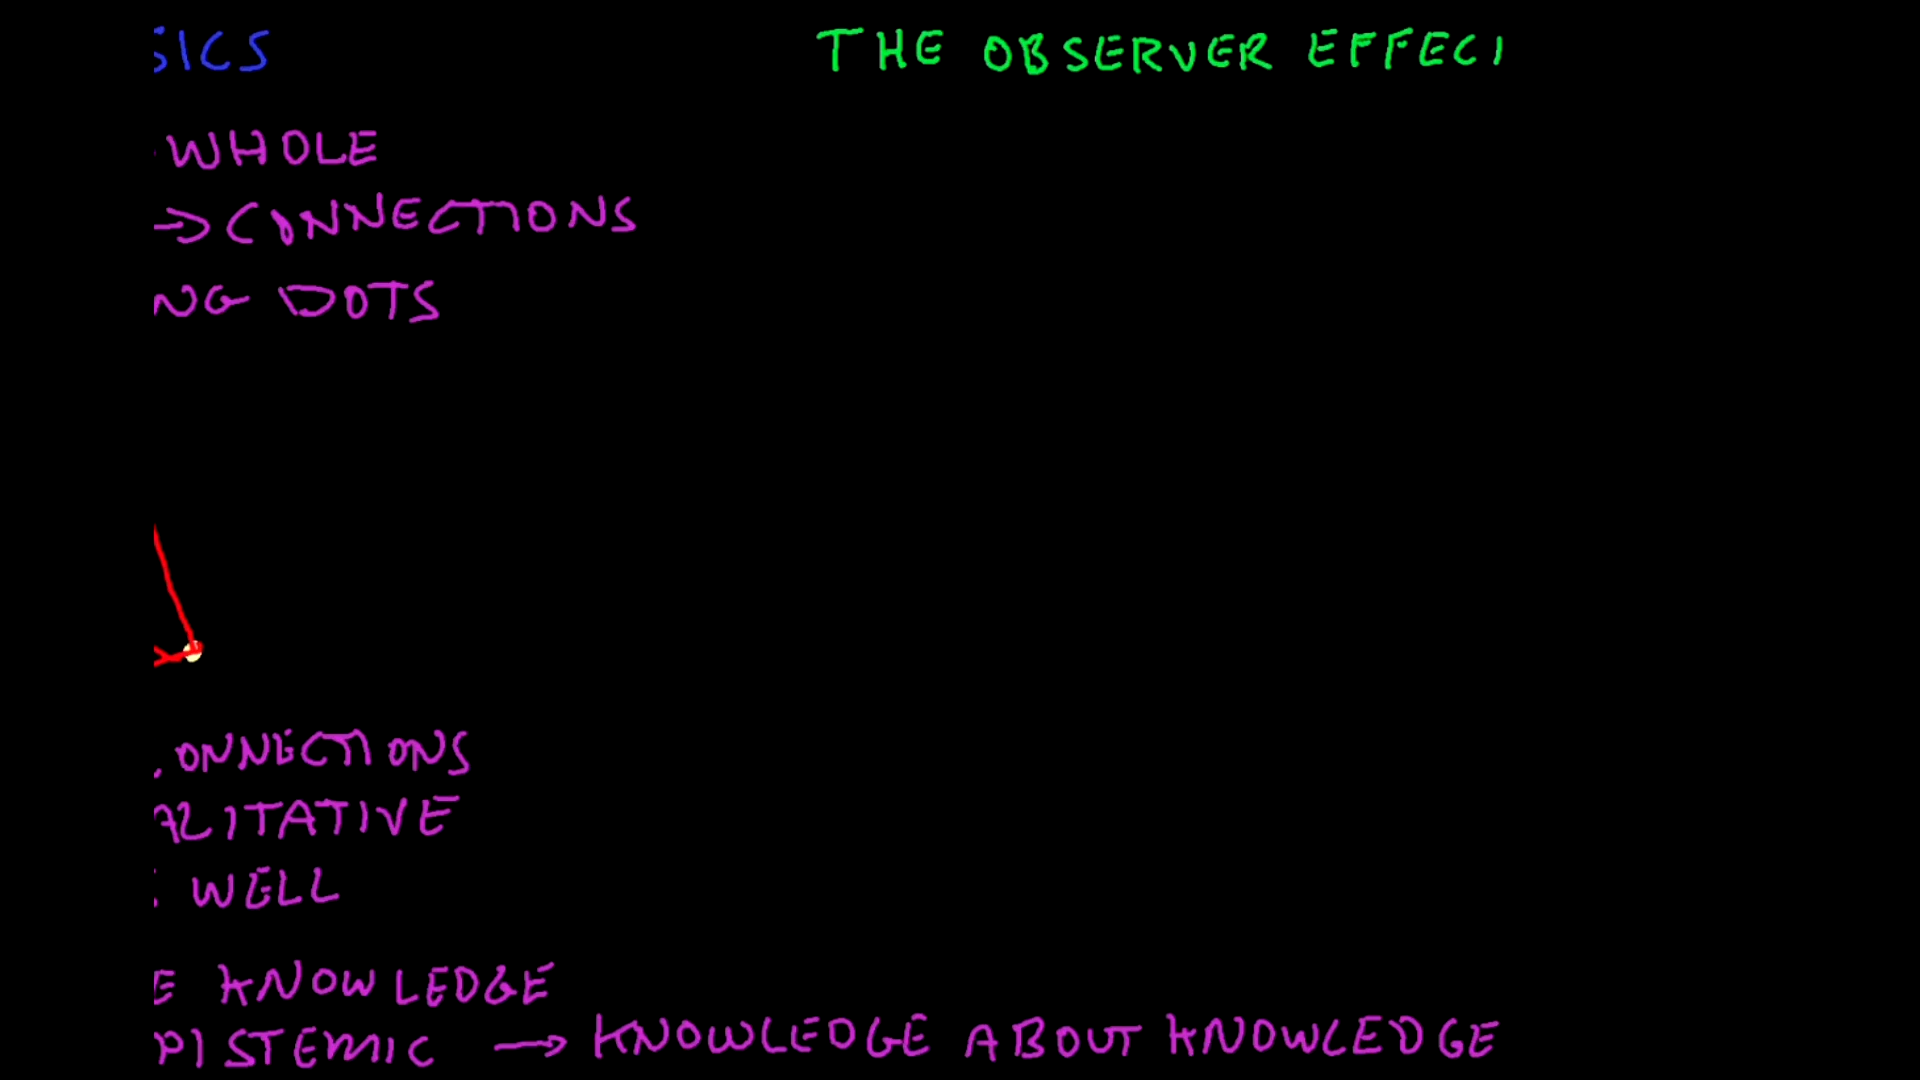 SICS
THE OBSERVER EFFECT
WHOLE
→ CONNECTIONS
NG DOTS
ONNECTIONS
ALITATIVE
WELL
E KNOWLEDGE
PISTEMIC → KNOWLEDGE ABOUT KNOWLEDGE